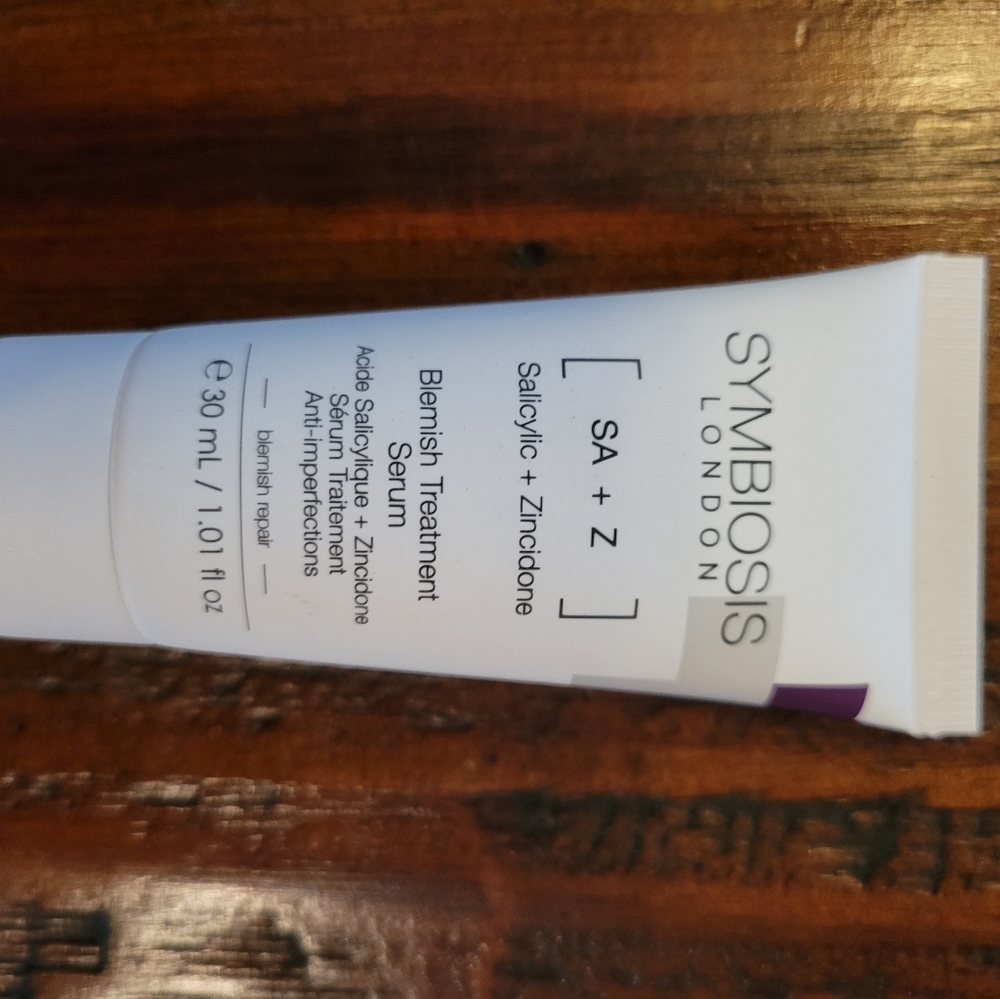 SYMBIOSIS
LONDON
[ SA + Z ]
Salicylic + Zincidone
Blemish Treatment
Serum
Acide Salicylique + Zincidone
Sérum Traitement
Anti-imperfections
— blemish repair —
℮ 30 mL / 1.01 fl oz